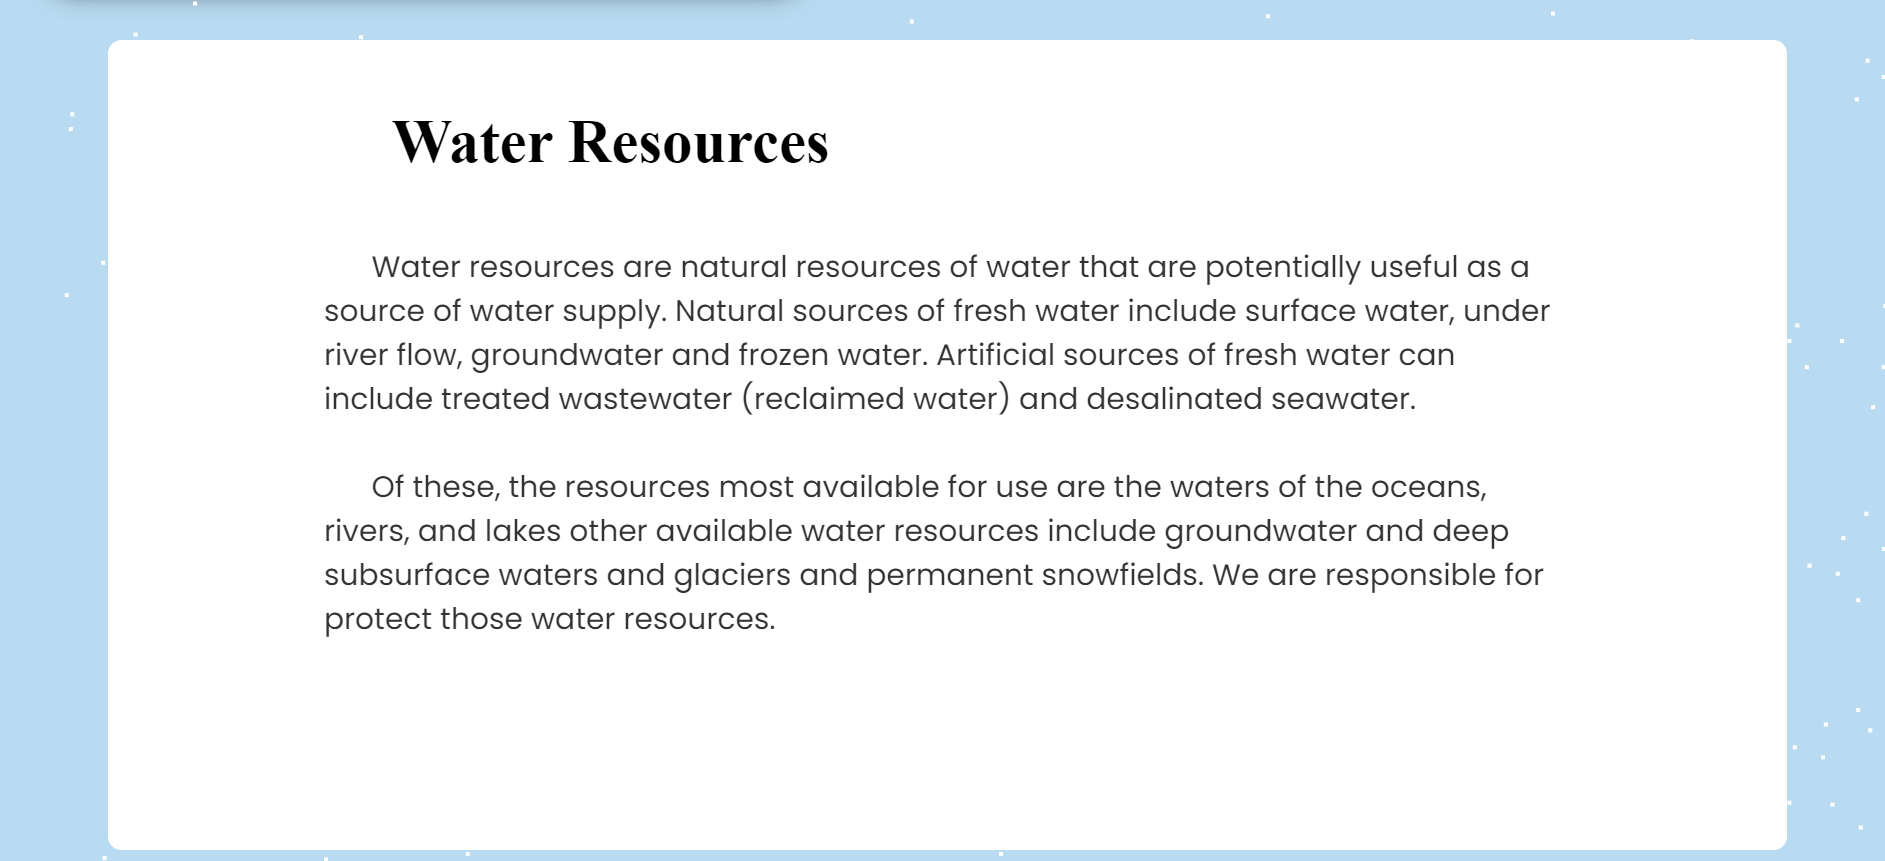 Water Resources
Water resources are natural resources of water that are potentially useful as a
source of water supply. Natural sources of fresh water include surface water, under
river flow, groundwater and frozen water. Artificial sources of fresh water can
include treated wastewater (reclaimed water) and desalinated seawater.
Of these, the resources most available for use are the waters of the oceans,
rivers, and lakes other available water resources include groundwater and deep
subsurface waters and glaciers and permanent snowfields. We are responsible for
protect those water resources.